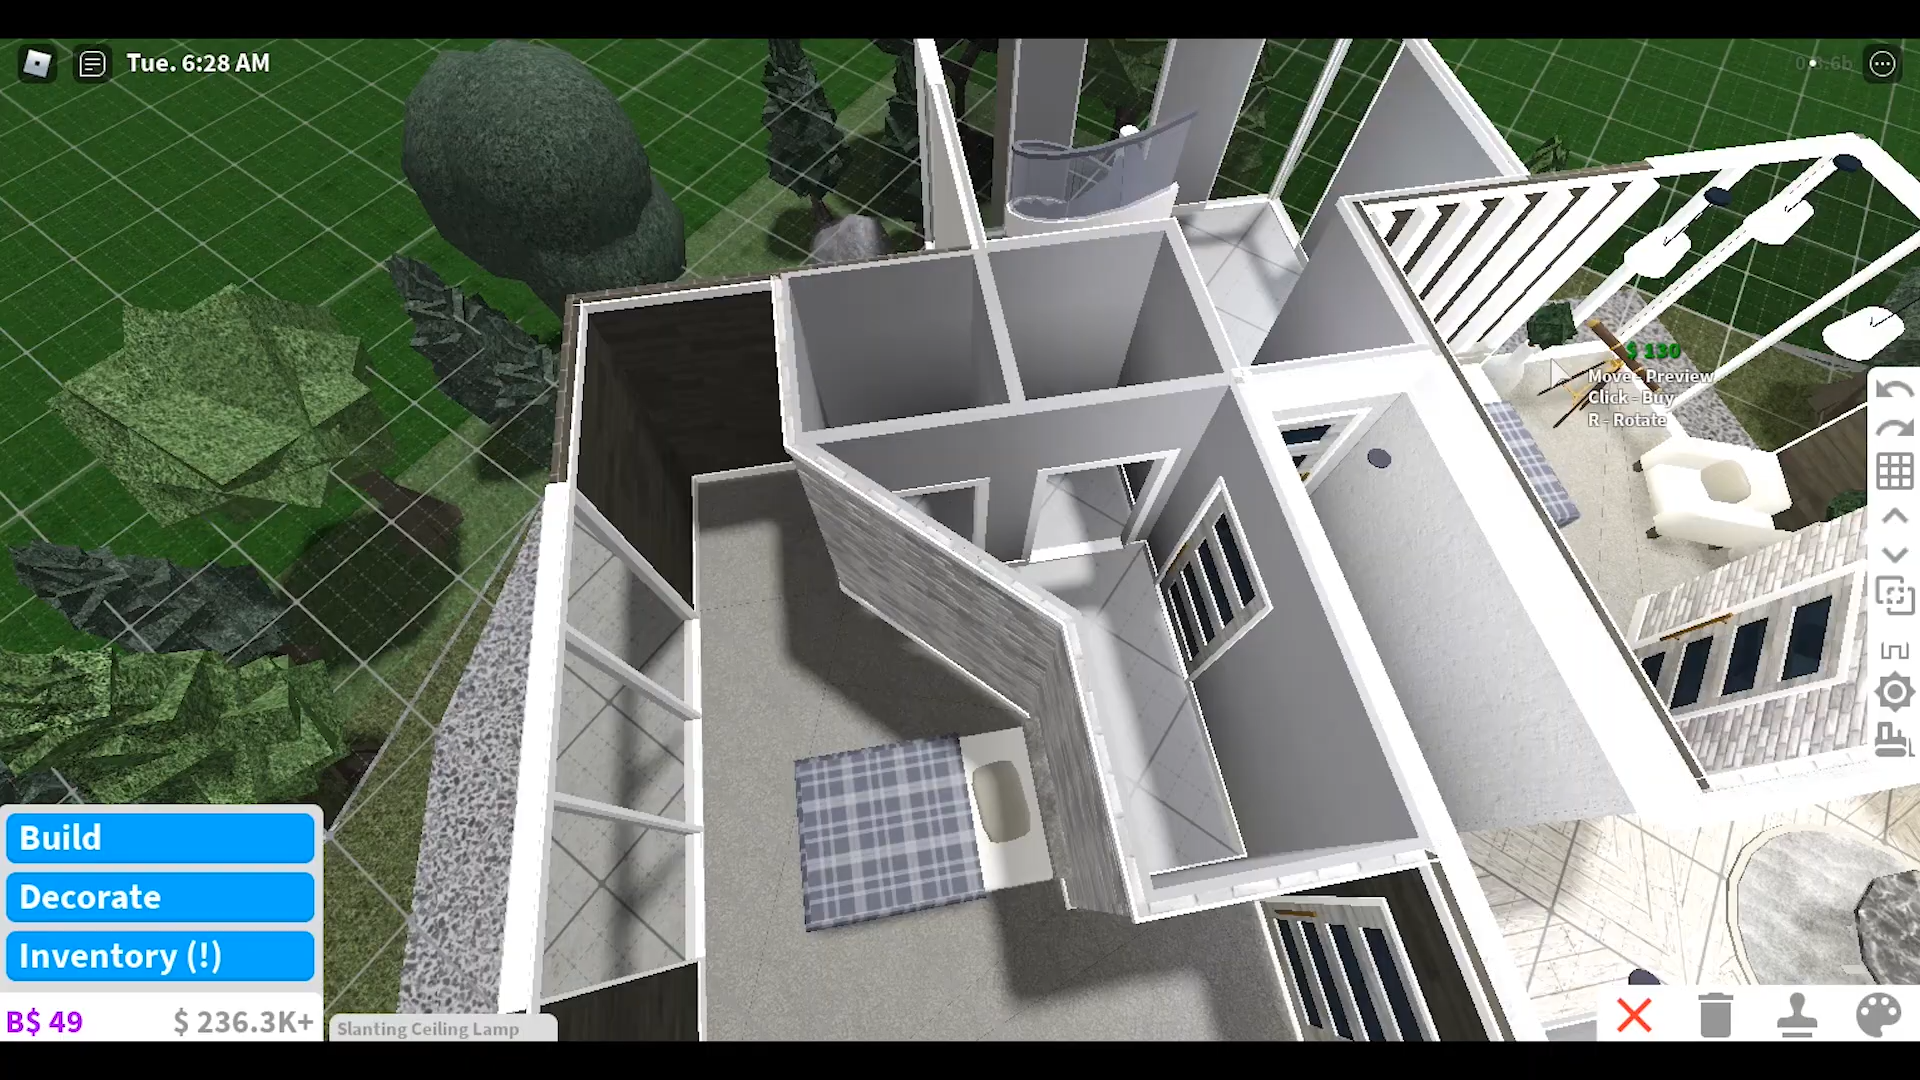 Tue. 6:28 AM
$ 130
Move - Preview
Click - Buy
R - Rotate
Build
Decorate
Inventory (!)
B$ 49
$ 236.3K+
Slanting Ceiling Lamp